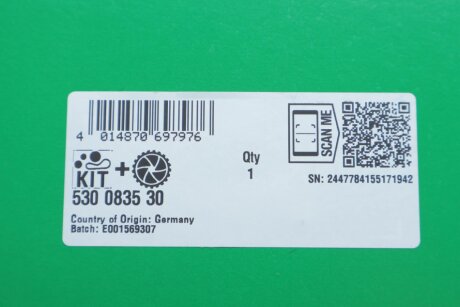 4 014870 697976
SCAN ME
KIT +
Qty
1
530 0835 30
SN: 2447784155171942
Country of Origin: Germany
Batch: E001569307